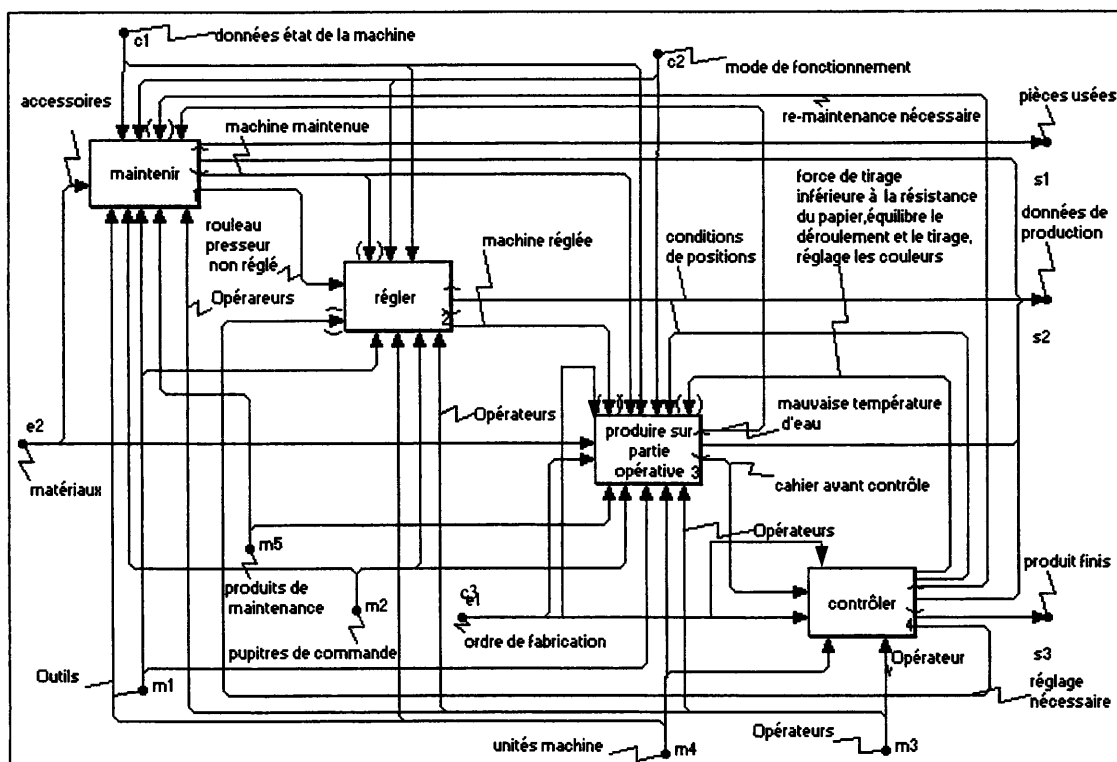 c1
données état de la machine
c2
mode de fonctionnement
accessoires
machine maintenue
re-maintenance nécessaire
pièces usées
maintenir
1
s1
force de tirage
inférieure à la résistance
du papier,équilibre le
déroulement et le tirage,
réglage les couleurs
données de
production
rouleau
presseur
non réglé
machine réglée
conditions
de positions
Opérareurs
régler
2
s2
e2
matériaux
Opérateurs
mauvaise température
d'eau
produire sur
partie
opérative 3
cahier avant contrôle
Opérateurs
m5
produits de
maintenance
m2
pupitres de commande
c3
e1
ordre de fabrication
contrôler
4
produit finis
s3
Outils
m1
Opérateur
réglage
nécessaire
unités machine
m4
Opérateurs
m3